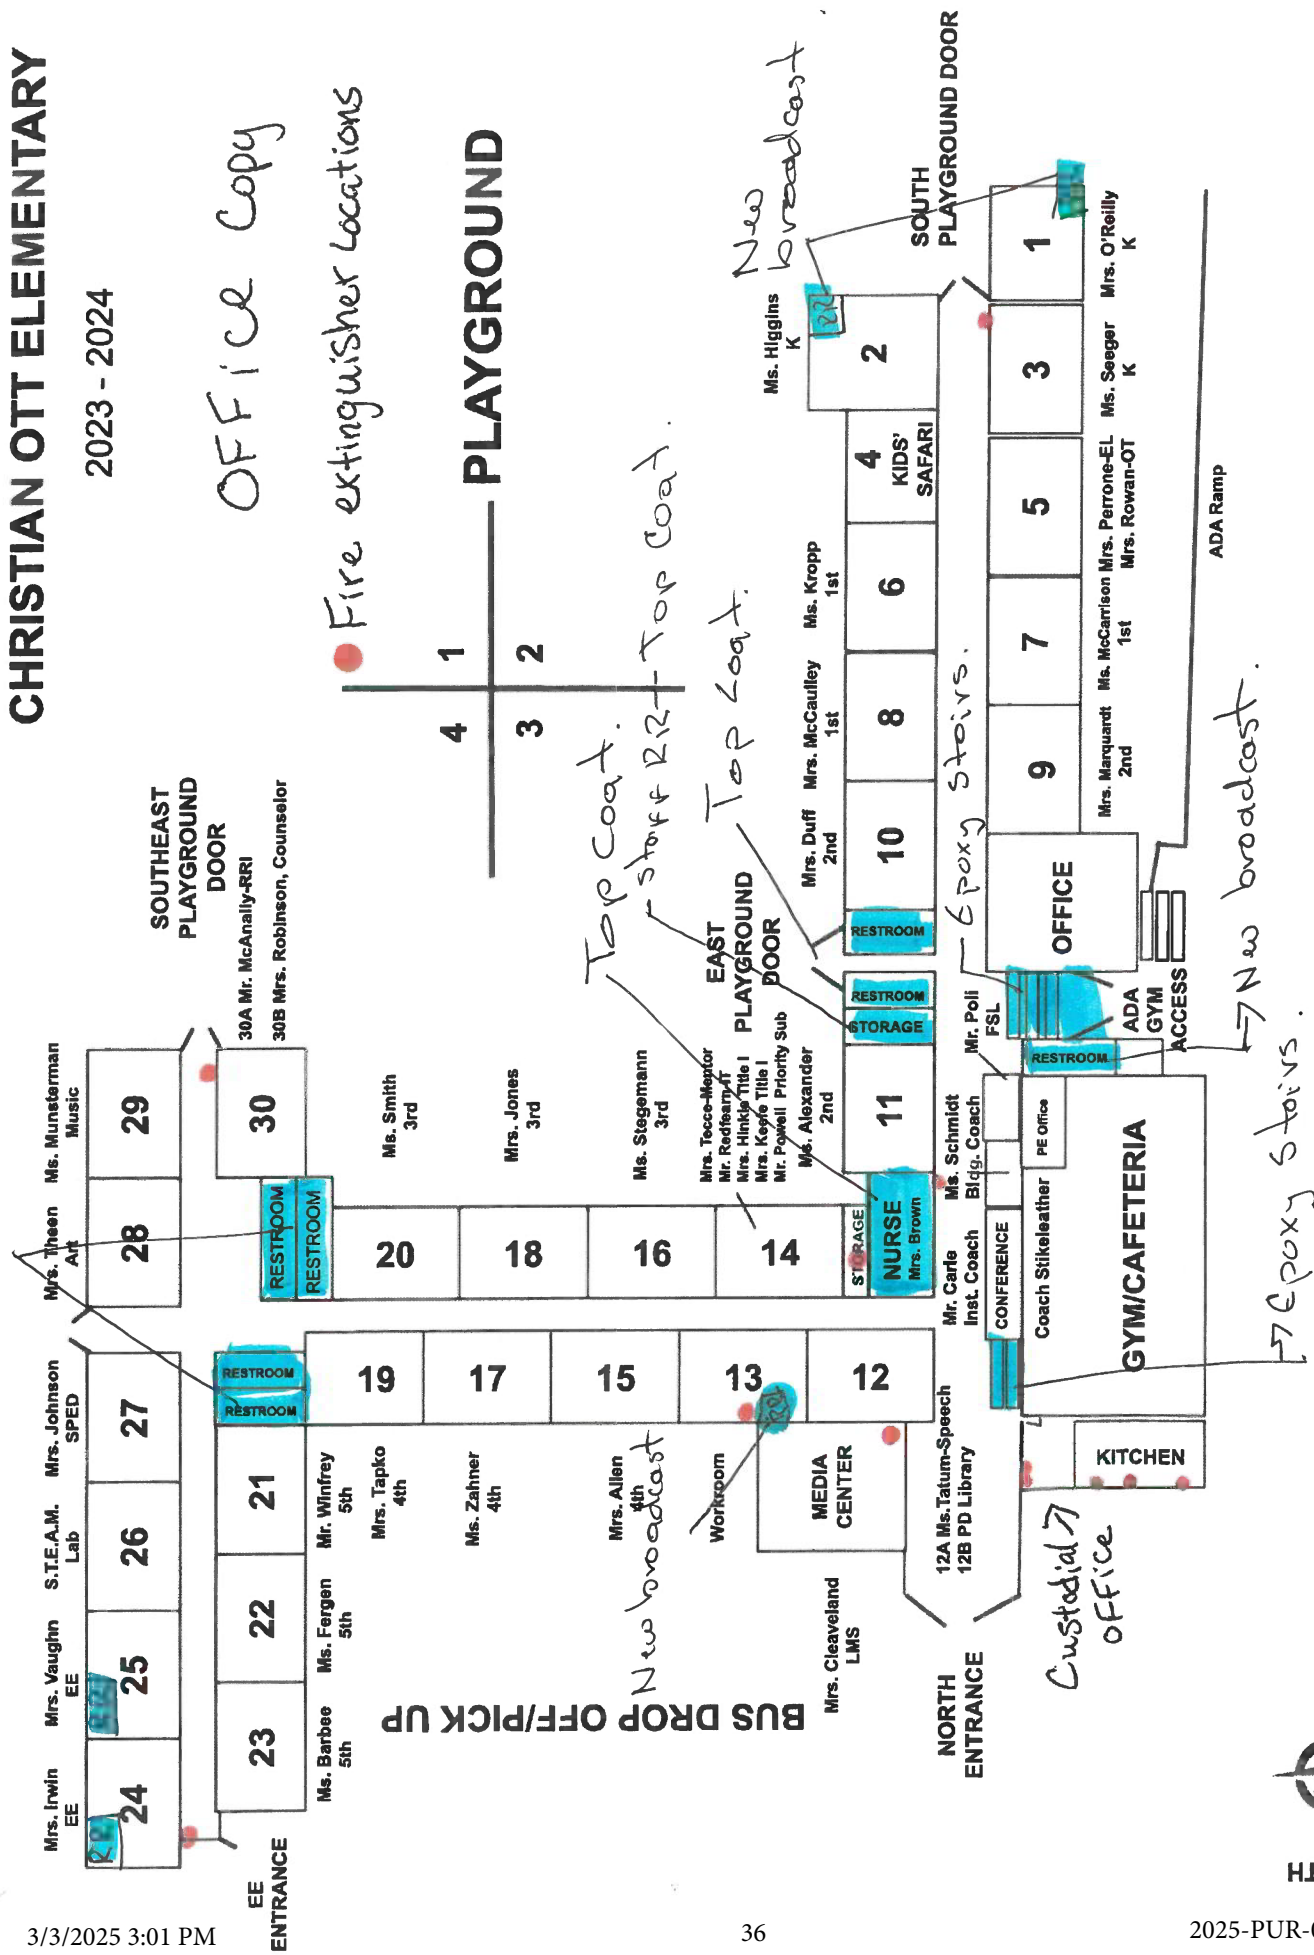 CHRISTIAN OTT ELEMENTARY
2023 - 2024
OFFice Copy
Fire extinguisher Locations
PLAYGROUND
4
1
3
2
SOUTHEAST
PLAYGROUND
DOOR
30A Mr. McAnally-RRI
30B Mrs. Robinson, Counselor
Mrs. Irwin
EE
24
RR
Mrs. Vaughn
EE
25
S.T.E.A.M.
Lab
26
Mrs. Johnson
SPED
27
Mrs. Theen
Art
28
Ms. Munsterman
Music
29
30
EE
ENTRANCE
23
Ms. Barbee
5th
22
Ms. Fergen
5th
21
Mr. Winfrey
5th
RESTROOM
RESTROOM
RESTROOM
RESTROOM
19
Mrs. Tapko
4th
17
Ms. Zahner
4th
15
Mrs. Allen
4th
13
Workroom
RR
New broadcast
12
12A Ms.Tatum-Speech
12B PD Library
MEDIA
CENTER
Mrs. Cleaveland
LMS
BUS DROP OFF/PICK UP
NORTH
ENTRANCE
20
Ms. Smith
3rd
18
Mrs. Jones
3rd
16
Ms. Stegemann
3rd
14
Mrs. Tecce-Mentor
Mr. Redfearn-IT
Mrs. Hinkle Title I
Mrs. Keefe Title I
Mr. Powell Priority Sub
STORAGE
NURSE
Mrs. Brown
Top Coat.
Staff RR - Top Coat.
Top Coat.
EAST
PLAYGROUND
DOOR
Ms. Alexander
2nd
11
STORAGE
RESTROOM
RESTROOM
Mrs. Duff
2nd
10
Mrs. McCaulley
1st
8
Ms. Kropp
1st
6
4
KIDS'
SAFARI
Ms. Higgins
K
2
RR
New
broadcast
SOUTH
PLAYGROUND DOOR
1
Mrs. O'Reilly
K
3
Ms. Seeger
K
5
Mrs. Perrone-EL
Mrs. Rowan-OT
7
Ms. McCarrison
1st
9
Mrs. Marquardt
2nd
OFFICE
ADA Ramp
Epoxy Stairs.
ADA
GYM
ACCESS
Mr. Poli
FSL
RESTROOM
New broadcast.
Ms. Schmidt
Bldg. Coach
PE Office
Mr. Carle
Inst. Coach
CONFERENCE
Coach Stikeleather
GYM/CAFETERIA
Epoxy Stairs.
KITCHEN
Custodial
OFFice
3/3/2025 3:01 PM
36
2025-PUR-